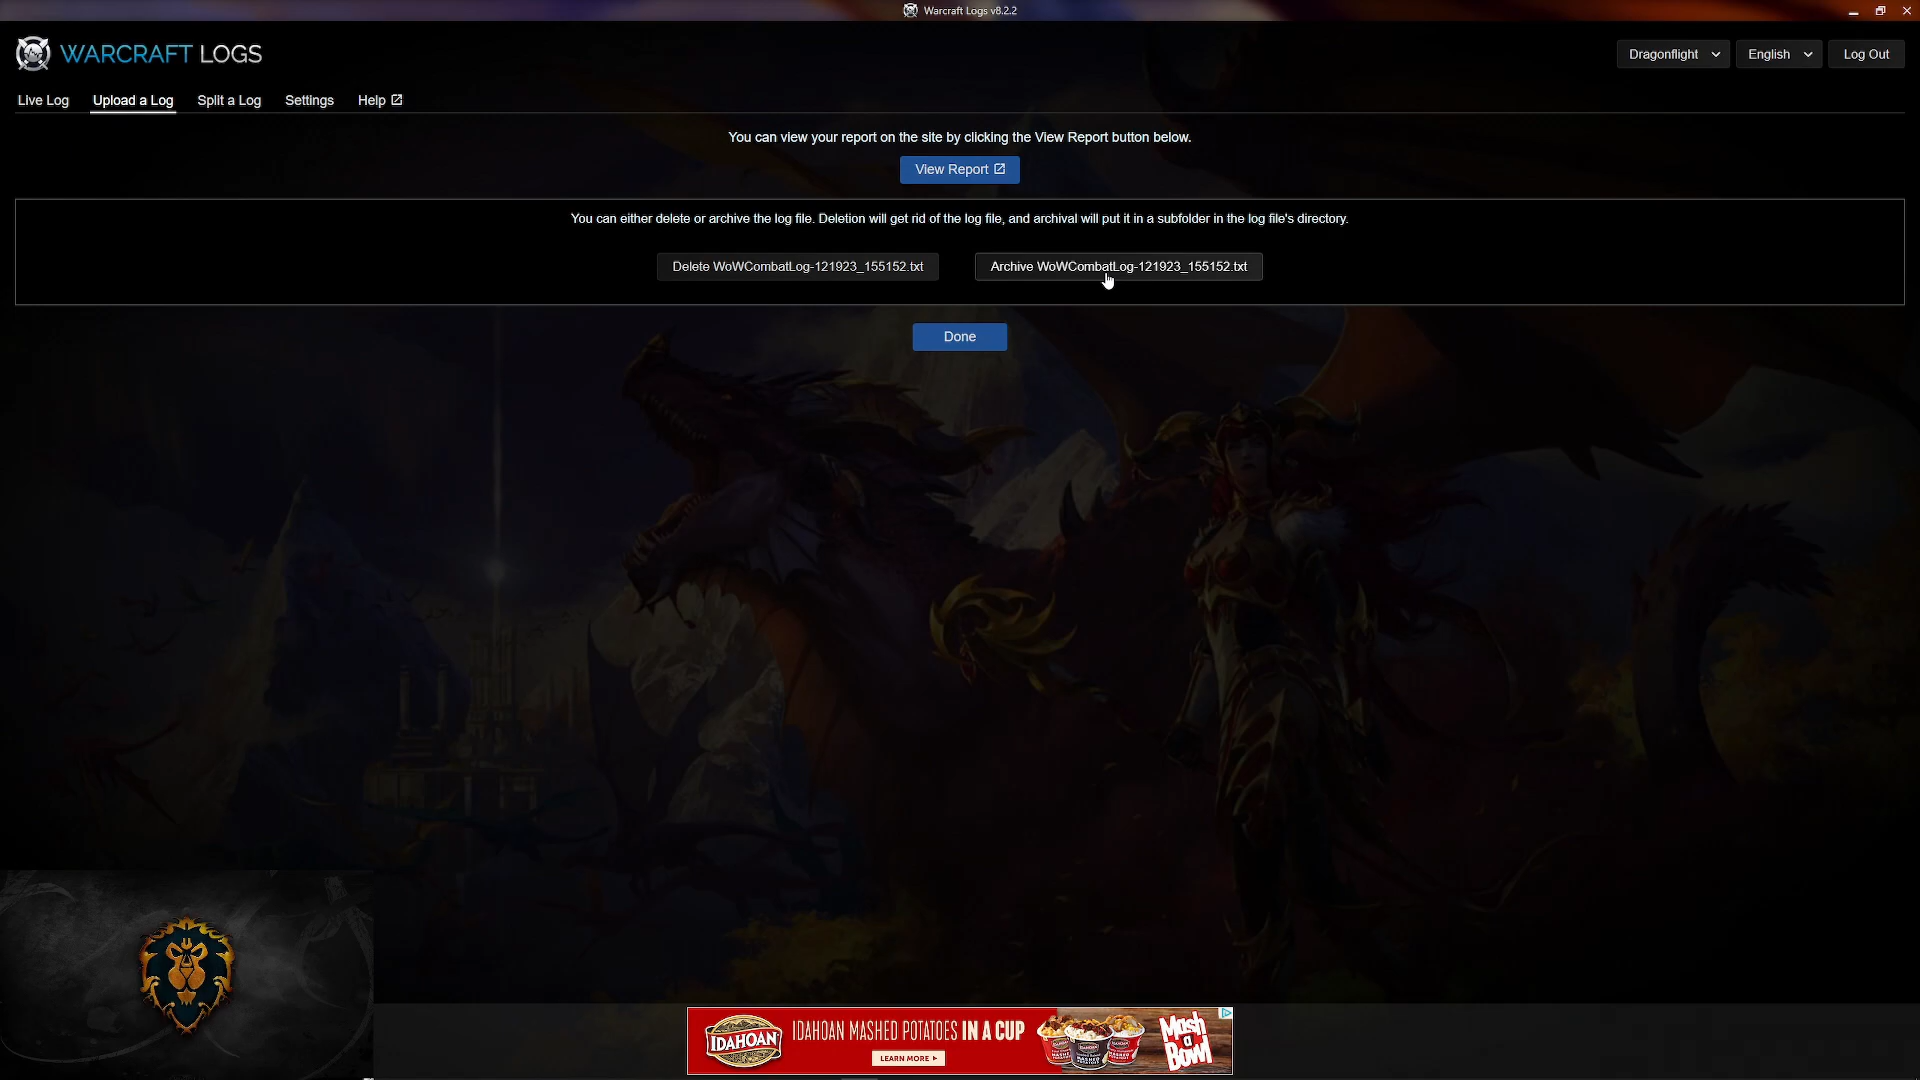 Warcraft Logs v8.2.2
WARCRAFT LOGS
Dragonflight
English
Log Out
Live Log
Upload a Log
Split a Log
Settings
Help
You can view your report on the site by clicking the View Report button below.
View Report
You can either delete or archive the log file. Deletion will get rid of the log file, and archival will put it in a subfolder in the log file's directory.
Delete WoWCombatLog-121923_155152.txt
Archive WoWCombatLog-121923_155152.txt
Done
IDAHOAN
IDAHOAN MASHED POTATOES IN A CUP
LEARN MORE
Mash a Bowl